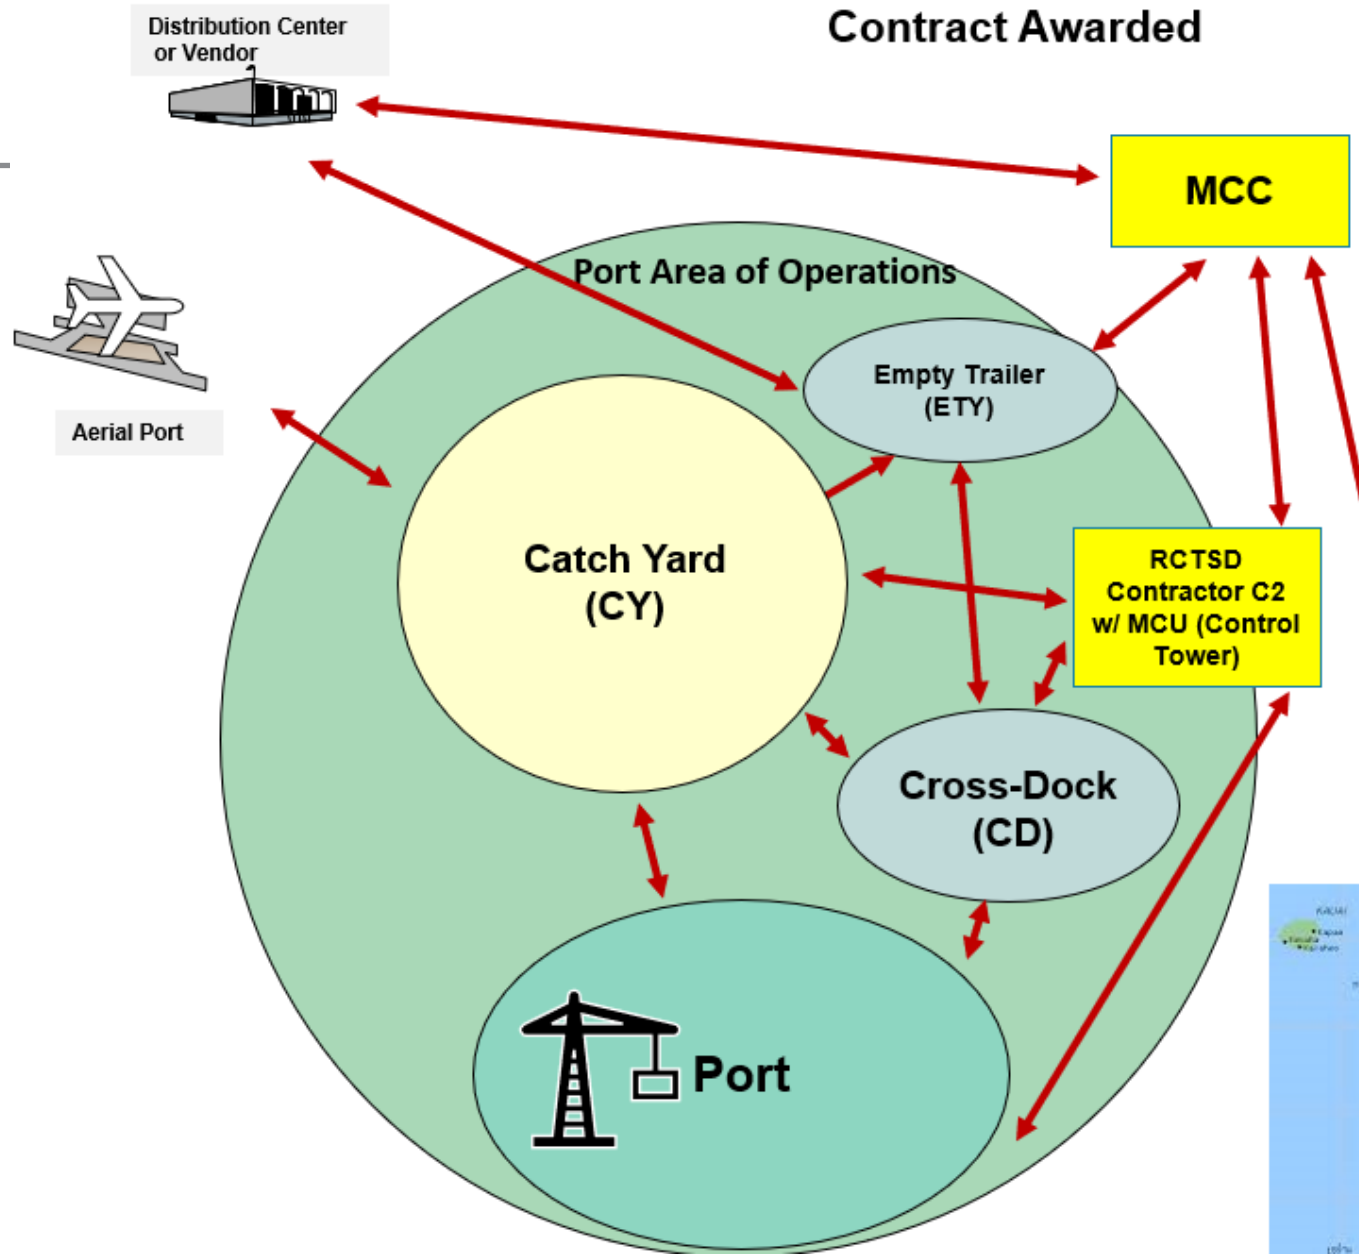 Contract Awarded
Distribution Center
or Vendor
MCC
Port Area of Operations
Empty Trailer
(ETY)
Aerial Port
Catch Yard
(CY)
RCTSD
Contractor C2
w/ MCU (Control
Tower)
Cross-Dock
(CD)
Port